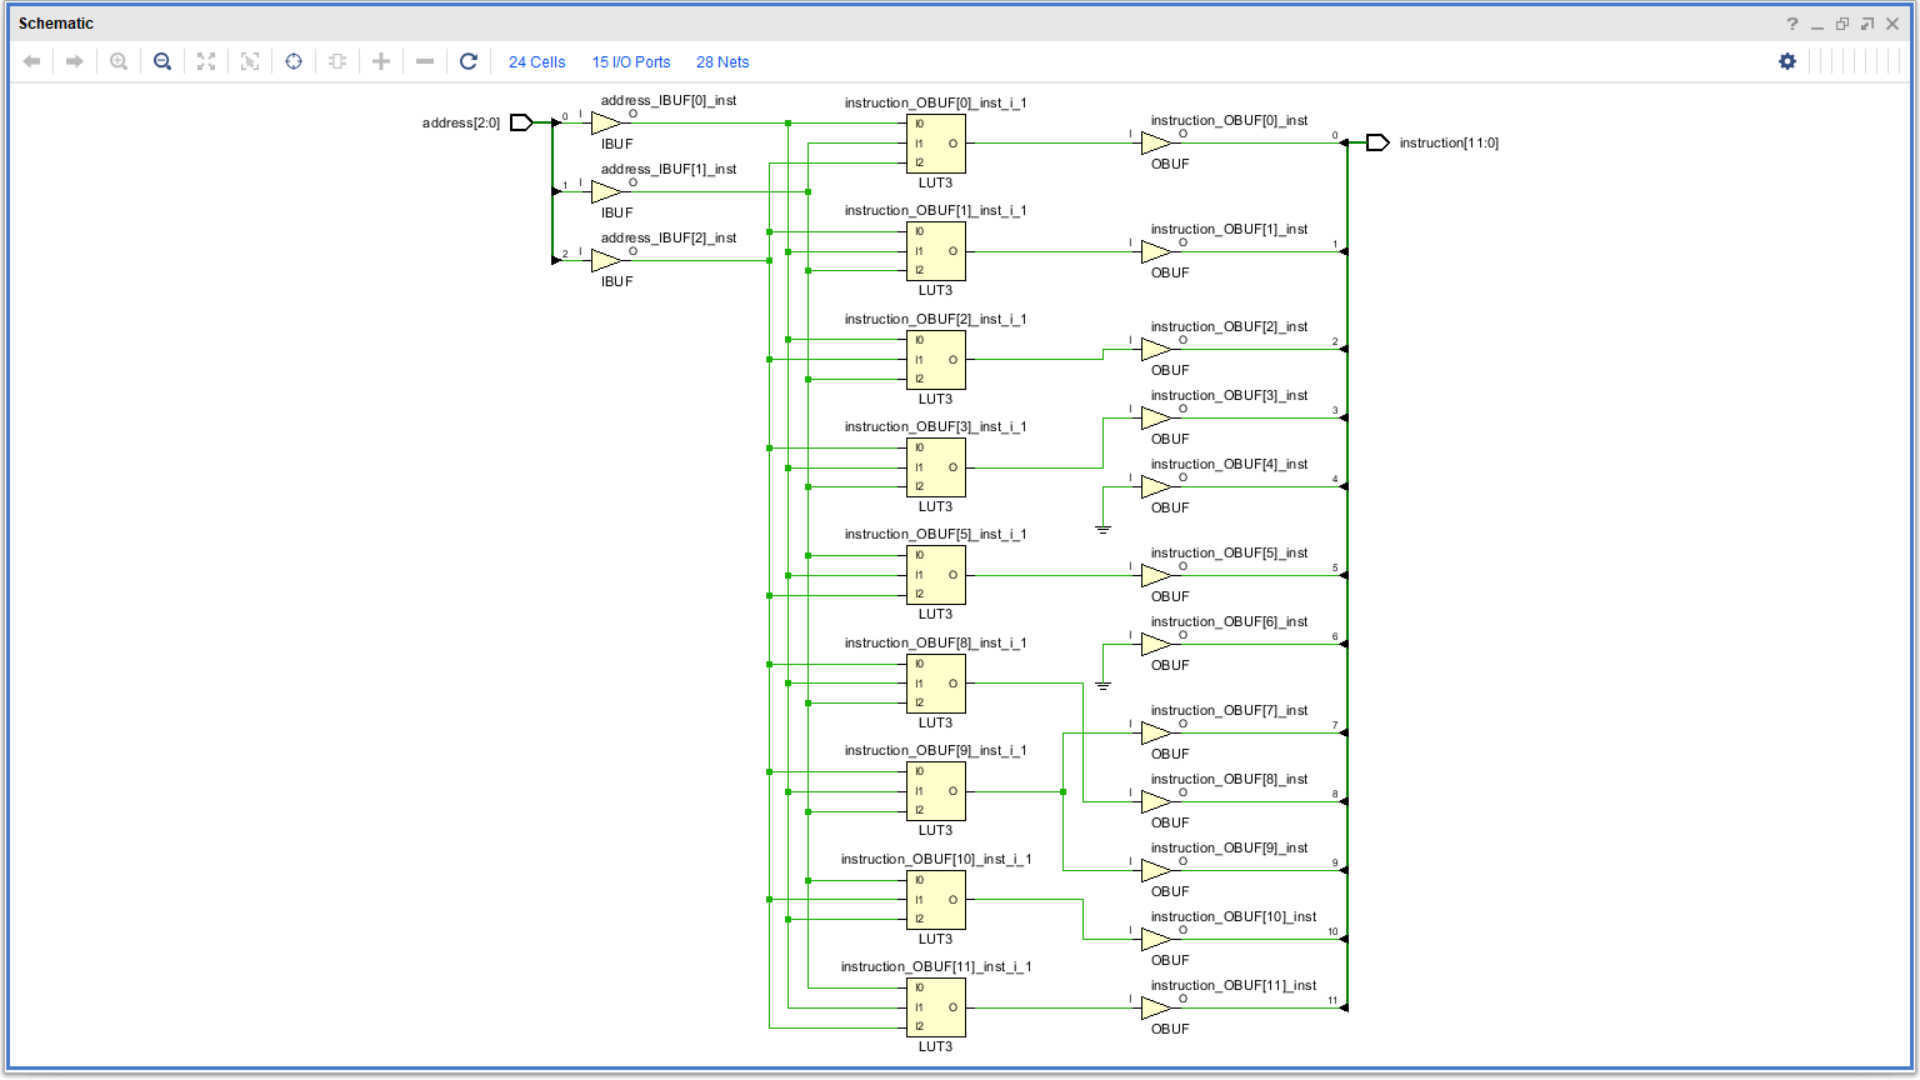 Schematic
24 Cells 15 I/O Ports 28 Nets
address[2:0]
0 I address_IBUF[0]_inst O
IBUF
1 I address_IBUF[1]_inst O
IBUF
2 I address_IBUF[2]_inst O
IBUF
instruction_OBUF[0]_inst_i_1
I0
I1 O
I2
LUT3
instruction_OBUF[1]_inst_i_1
I0
I1 O
I2
LUT3
instruction_OBUF[2]_inst_i_1
I0
I1 O
I2
LUT3
instruction_OBUF[3]_inst_i_1
I0
I1 O
I2
LUT3
instruction_OBUF[5]_inst_i_1
I0
I1 O
I2
LUT3
instruction_OBUF[8]_inst_i_1
I0
I1 O
I2
LUT3
instruction_OBUF[9]_inst_i_1
I0
I1 O
I2
LUT3
instruction_OBUF[10]_inst_i_1
I0
I1 O
I2
LUT3
instruction_OBUF[11]_inst_i_1
I0
I1 O
I2
LUT3
instruction_OBUF[0]_inst
I O 0
OBUF
instruction_OBUF[1]_inst
I O 1
OBUF
instruction_OBUF[2]_inst
I O 2
OBUF
instruction_OBUF[3]_inst
I O 3
OBUF
instruction_OBUF[4]_inst
I O 4
OBUF
instruction_OBUF[5]_inst
I O 5
OBUF
instruction_OBUF[6]_inst
I O 6
OBUF
instruction_OBUF[7]_inst
I O 7
OBUF
instruction_OBUF[8]_inst
I O 8
OBUF
instruction_OBUF[9]_inst
I O 9
OBUF
instruction_OBUF[10]_inst
I O 10
OBUF
instruction_OBUF[11]_inst
I O 11
OBUF
instruction[11:0]